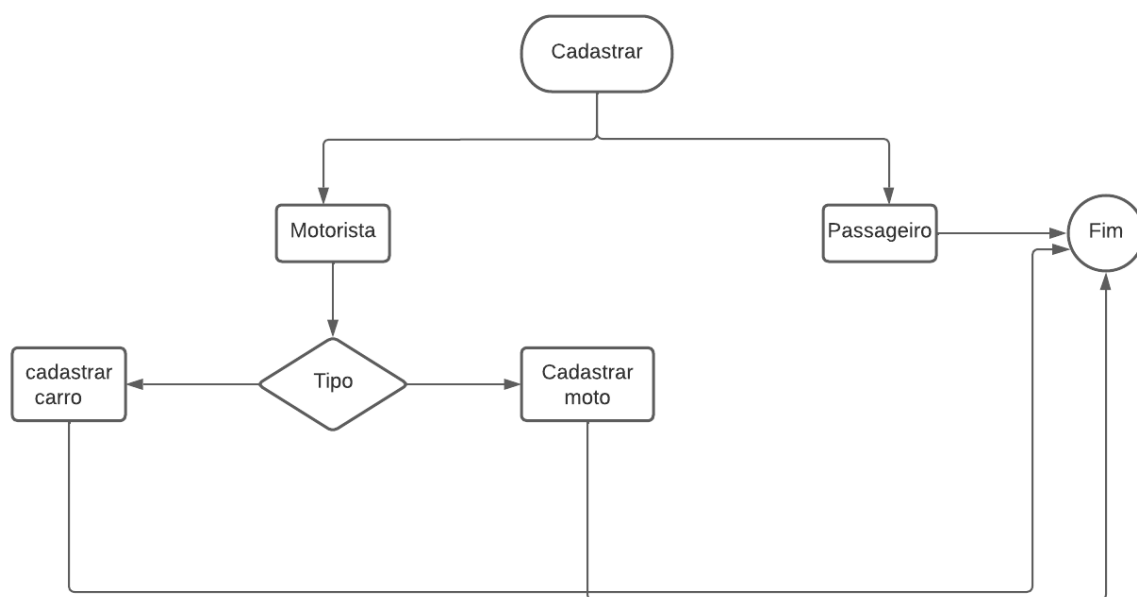 Cadastrar
Motorista
Passageiro
Fim
cadastrar
carro
Tipo
Cadastrar
moto